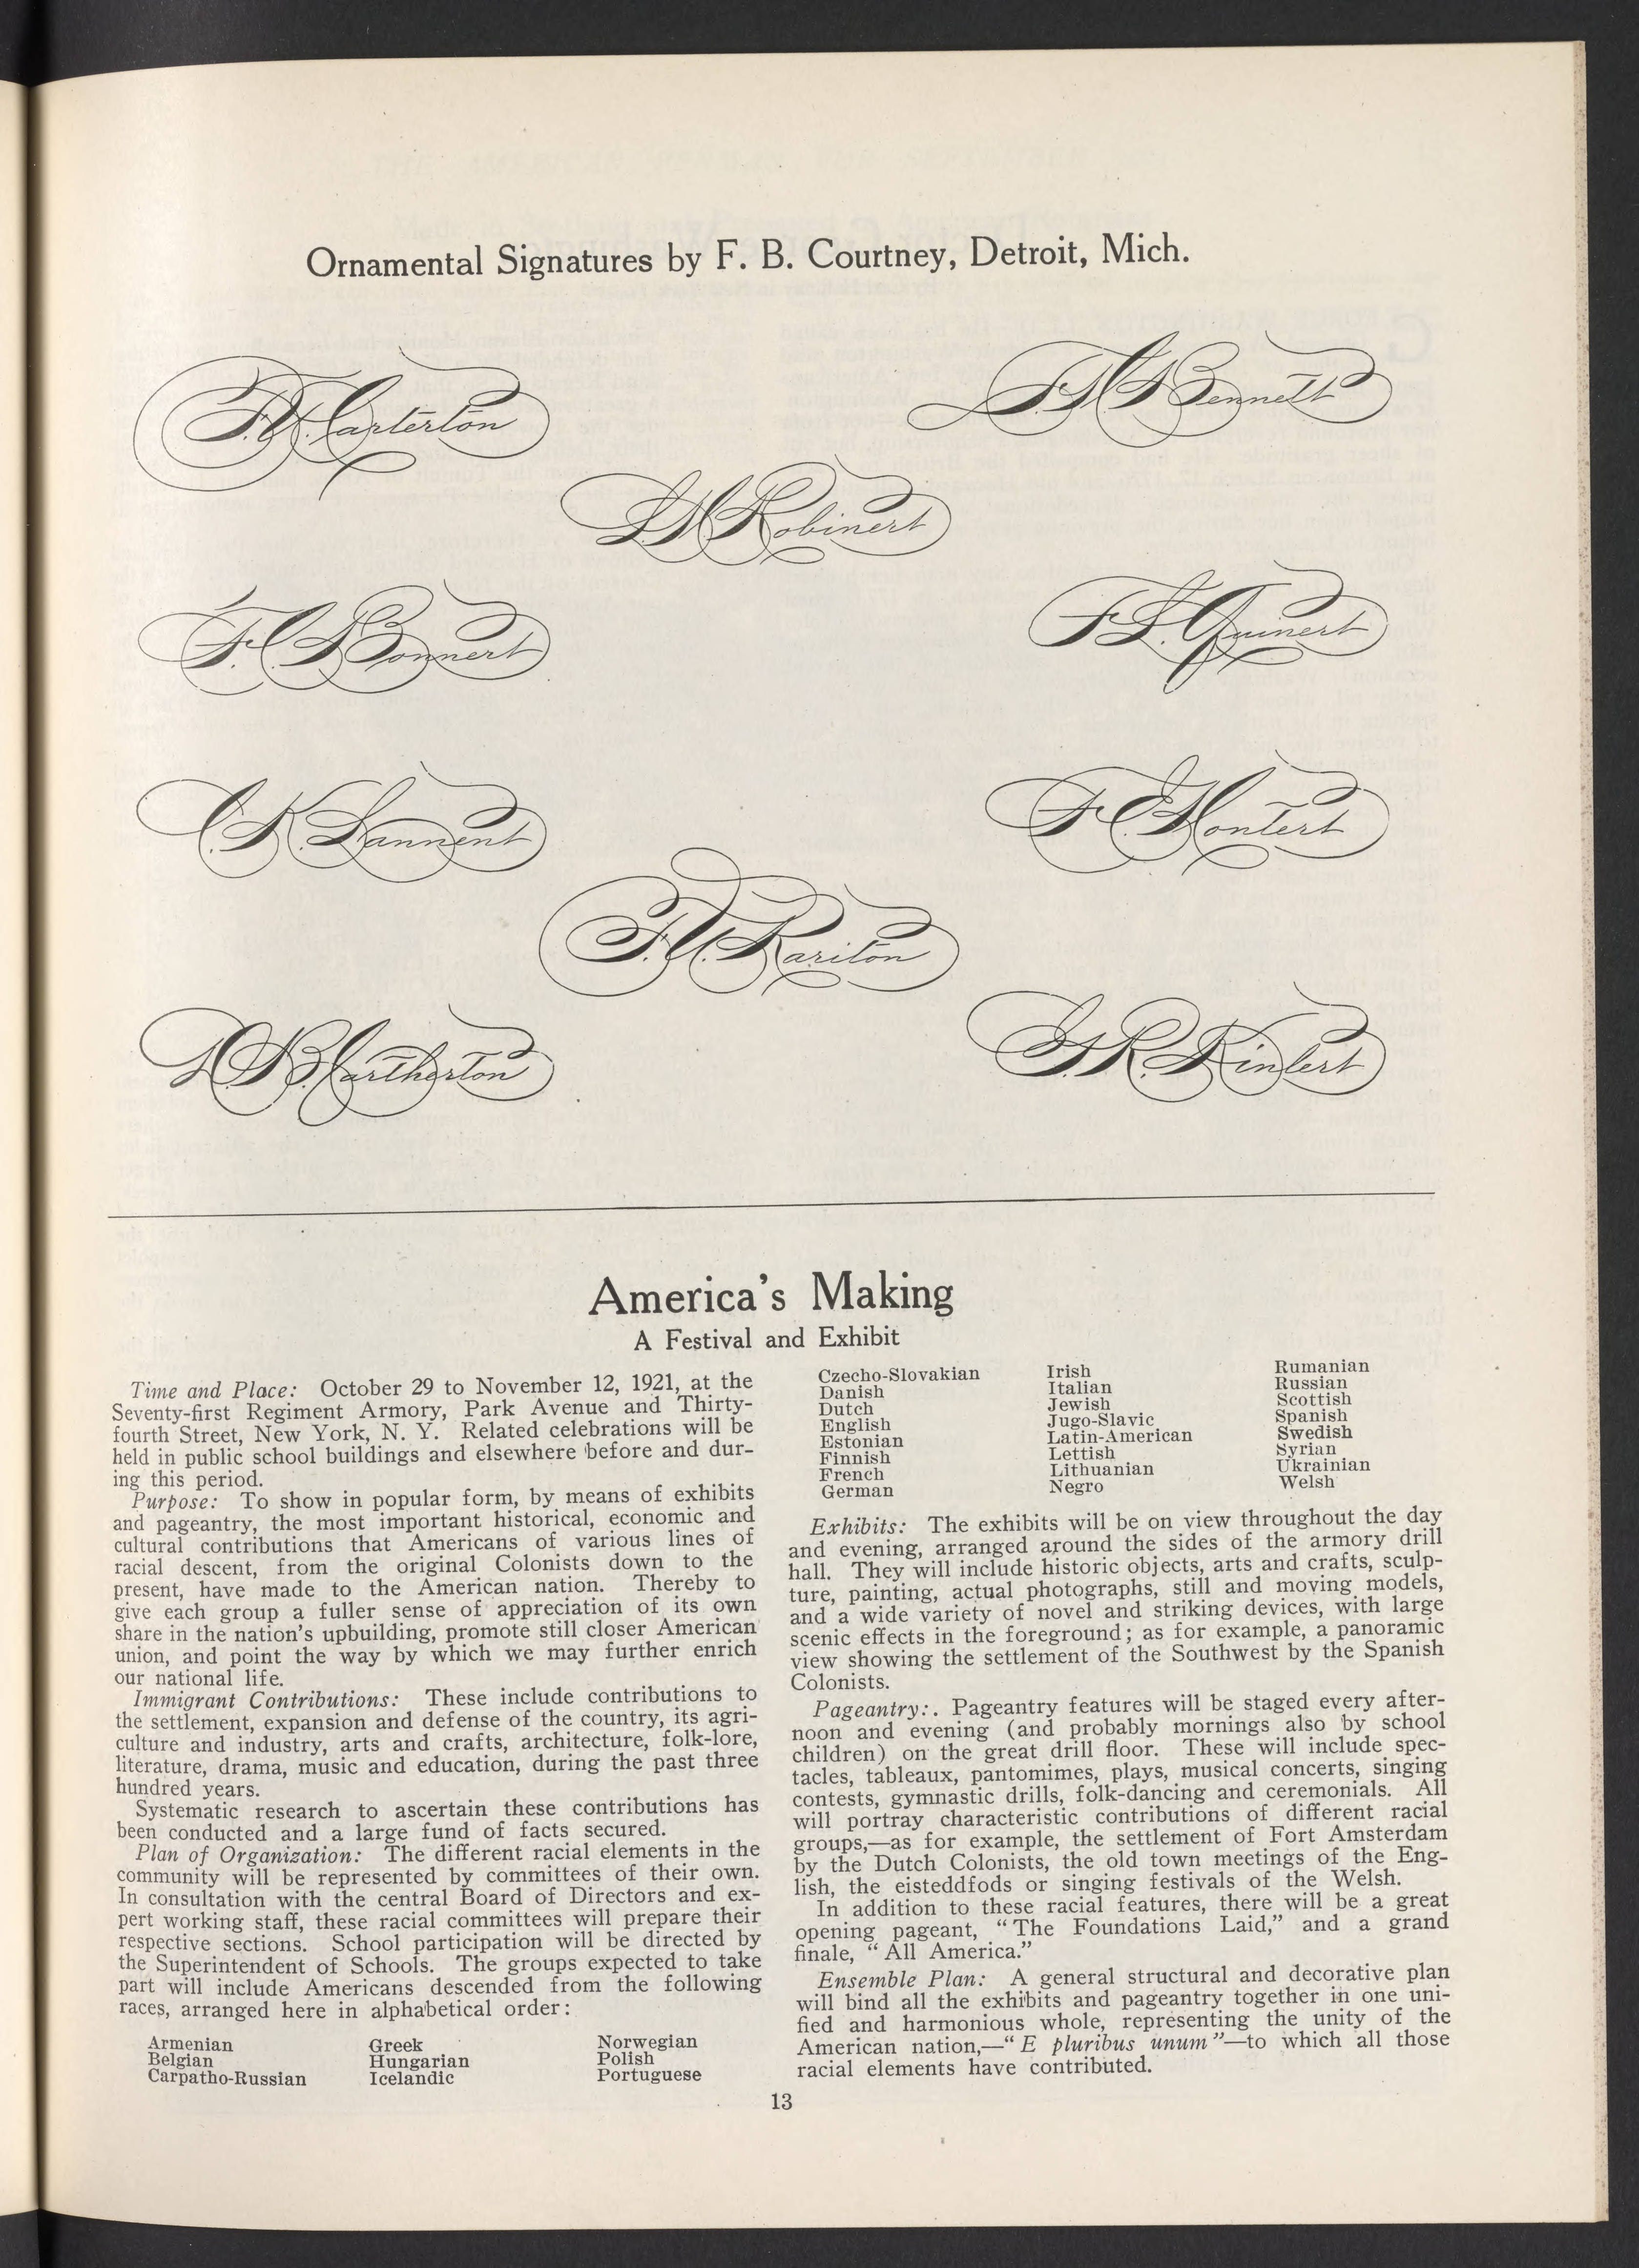 Ornamental Signatures by F. B. Courtney, Detroit, Mich.
Carterton
Bennett
Robinert
Bonnert
Quinert
Lannent
Hontert
Rariton
Cartherton
America's Making
A Festival and Exhibit
Time and Place: October 29 to November 12, 1921, at the
Seventy-first Regiment Armory, Park Avenue and Thirty-
fourth Street, New York, N. Y. Related celebrations will be
held in public school buildings and elsewhere before and dur-
ing this period.
Purpose: To show in popular form, by means of exhibits
and pageantry, the most important historical, economic and
cultural contributions that Americans of various lines of
racial descent, from the original Colonists down to the
present, have made to the American nation. Thereby to
give each group a fuller sense of appreciation of its own
share in the nation's upbuilding, promote still closer American
union, and point the way by which we may further enrich
our national life.
Immigrant Contributions: These include contributions to
the settlement, expansion and defense of the country, its agri-
culture and industry, arts and crafts, architecture, folk-lore,
literature, drama, music and education, during the past three
hundred years.
Systematic research to ascertain these contributions has
been conducted and a large fund of facts secured.
Plan of Organization: The different racial elements in the
community will be represented by committees of their own.
In consultation with the central Board of Directors and ex-
pert working staff, these racial committees will prepare their
respective sections. School participation will be directed by
the Superintendent of Schools. The groups expected to take
part will include Americans descended from the following
races, arranged here in alphabetical order:
Armenian Greek Norwegian
Belgian Hungarian Polish
Carpatho-Russian Icelandic Portuguese
Czecho-Slovakian Irish Rumanian
Danish Italian Russian
Dutch Jewish Scottish
English Jugo-Slavic Spanish
Estonian Latin-American Swedish
Finnish Lettish Syrian
French Lithuanian Ukrainian
German Negro Welsh
Exhibits: The exhibits will be on view throughout the day
and evening, arranged around the sides of the armory drill
hall. They will include historic objects, arts and crafts, sculp-
ture, painting, actual photographs, still and moving models,
and a wide variety of novel and striking devices, with large
scenic effects in the foreground; as for example, a panoramic
view showing the settlement of the Southwest by the Spanish
Colonists.
Pageantry:. Pageantry features will be staged every after-
noon and evening (and probably mornings also by school
children) on the great drill floor. These will include spec-
tacles, tableaux, pantomimes, plays, musical concerts, singing
contests, gymnastic drills, folk-dancing and ceremonials. All
will portray characteristic contributions of different racial
groups,—as for example, the settlement of Fort Amsterdam
by the Dutch Colonists, the old town meetings of the Eng-
lish, the eisteddfods or singing festivals of the Welsh.
In addition to these racial features, there will be a great
opening pageant, “The Foundations Laid,” and a grand
finale, “All America.”
Ensemble Plan: A general structural and decorative plan
will bind all the exhibits and pageantry together in one uni-
fied and harmonious whole, representing the unity of the
American nation,—“E pluribus unum”—to which all those
racial elements have contributed.
13